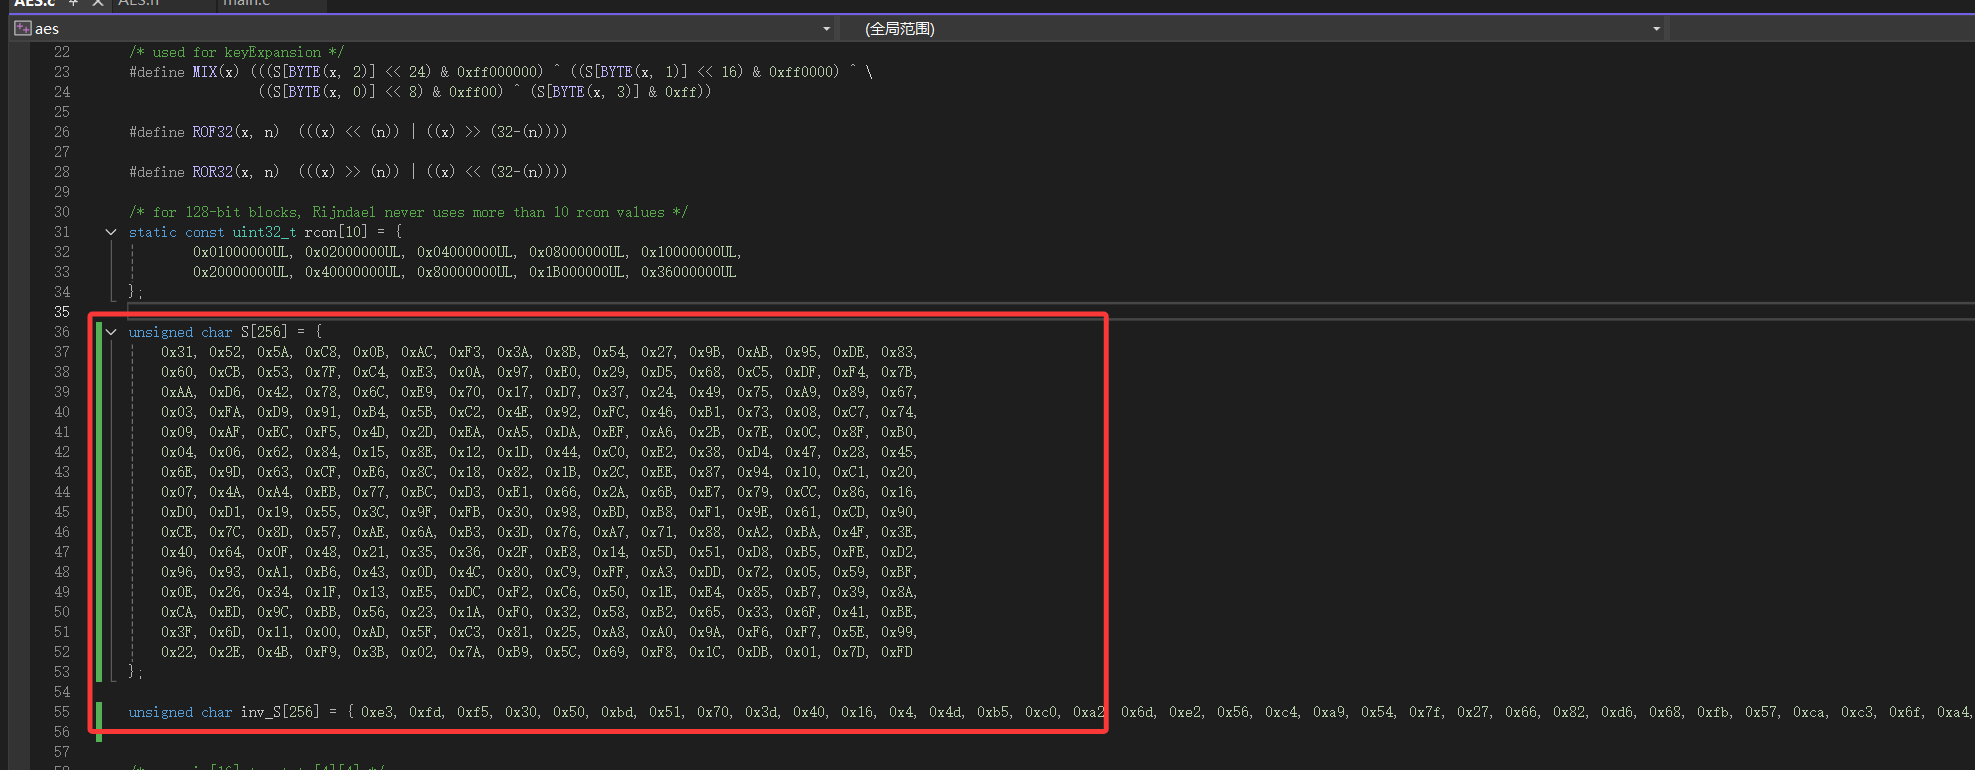 AES.c AES.h main.c
aes (全局范围)
22 /* used for keyExpansion */
23 #define MIX(x) (((S[BYTE(x, 2)] << 24) & 0xff000000) ^ ((S[BYTE(x, 1)] << 16) & 0xff0000) ^ \
24 ((S[BYTE(x, 0)] << 8) & 0xff00) ^ (S[BYTE(x, 3)] & 0xff))
25
26 #define ROF32(x, n) (((x) << (n)) | ((x) >> (32-(n))))
27
28 #define ROR32(x, n) (((x) >> (n)) | ((x) << (32-(n))))
29
30 /* for 128-bit blocks, Rijndael never uses more than 10 rcon values */
31 static const uint32_t rcon[10] = {
32 0x01000000UL, 0x02000000UL, 0x04000000UL, 0x08000000UL, 0x10000000UL,
33 0x20000000UL, 0x40000000UL, 0x80000000UL, 0x1B000000UL, 0x36000000UL
34 };
35
36 unsigned char S[256] = {
37 0x31, 0x52, 0x5A, 0xC8, 0x0B, 0xAC, 0xF3, 0x3A, 0x8B, 0x54, 0x27, 0x9B, 0xAB, 0x95, 0xDE, 0x83,
38 0x60, 0xCB, 0x53, 0x7F, 0xC4, 0xE3, 0x0A, 0x97, 0xE0, 0x29, 0xD5, 0x68, 0xC5, 0xDF, 0xF4, 0x7B,
39 0xAA, 0xD6, 0x42, 0x78, 0x6C, 0xE9, 0x70, 0x17, 0xD7, 0x37, 0x24, 0x49, 0x75, 0xA9, 0x89, 0x67,
40 0x03, 0xFA, 0xD9, 0x91, 0xB4, 0x5B, 0xC2, 0x4E, 0x92, 0xFC, 0x46, 0xB1, 0x73, 0x08, 0xC7, 0x74,
41 0x09, 0xAF, 0xEC, 0xF5, 0x4D, 0x2D, 0xEA, 0xA5, 0xDA, 0xEF, 0xA6, 0x2B, 0x7E, 0x0C, 0x8F, 0xB0,
42 0x04, 0x06, 0x62, 0x84, 0x15, 0x8E, 0x12, 0x1D, 0x44, 0xC0, 0xE2, 0x38, 0xD4, 0x47, 0x28, 0x45,
43 0x6E, 0x9D, 0x63, 0xCF, 0xE6, 0x8C, 0x18, 0x82, 0x1B, 0x2C, 0xEE, 0x87, 0x94, 0x10, 0xC1, 0x20,
44 0x07, 0x4A, 0xA4, 0xEB, 0x77, 0xBC, 0xD3, 0xE1, 0x66, 0x2A, 0x6B, 0xE7, 0x79, 0xCC, 0x86, 0x16,
45 0xD0, 0xD1, 0x19, 0x55, 0x3C, 0x9F, 0xFB, 0x30, 0x98, 0xBD, 0xB8, 0xF1, 0x9E, 0x61, 0xCD, 0x90,
46 0xCE, 0x7C, 0x8D, 0x57, 0xAE, 0x6A, 0xB3, 0x3D, 0x76, 0xA7, 0x71, 0x88, 0xA2, 0xBA, 0x4F, 0x3E,
47 0x40, 0x64, 0x0F, 0x48, 0x21, 0x35, 0x36, 0x2F, 0xE8, 0x14, 0x5D, 0x51, 0xD8, 0xB5, 0xFE, 0xD2,
48 0x96, 0x93, 0xA1, 0xB6, 0x43, 0x0D, 0x4C, 0x80, 0xC9, 0xFF, 0xA3, 0xDD, 0x72, 0x05, 0x59, 0xBF,
49 0x0E, 0x26, 0x34, 0x1F, 0x13, 0xE5, 0xDC, 0xF2, 0xC6, 0x50, 0x1E, 0xE4, 0x85, 0xB7, 0x39, 0x8A,
50 0xCA, 0xED, 0x9C, 0xBB, 0x56, 0x23, 0x1A, 0xF0, 0x32, 0x58, 0xB2, 0x65, 0x33, 0x6F, 0x41, 0xBE,
51 0x3F, 0x6D, 0x11, 0x00, 0xAD, 0x5F, 0xC3, 0x81, 0x25, 0xA8, 0xA0, 0x9A, 0xF6, 0xF7, 0x5E, 0x99,
52 0x22, 0x2E, 0x4B, 0xF9, 0x3B, 0x02, 0x7A, 0xB9, 0x5C, 0x69, 0xF8, 0x1C, 0xDB, 0x01, 0x7D, 0xFD
53 };
54
55 unsigned char inv_S[256] = { 0xe3, 0xfd, 0xf5, 0x30, 0x50, 0xbd, 0x51, 0x70, 0x3d, 0x40, 0x16, 0x4, 0x4d, 0xb5, 0xc0, 0xa2, 0x6d, 0xe2, 0x56, 0xc4, 0xa9, 0x54, 0x7f, 0x27, 0x66, 0x82, 0xd6, 0x68, 0xfb, 0x57, 0xca, 0xc3, 0x6f, 0xa4,
56
57